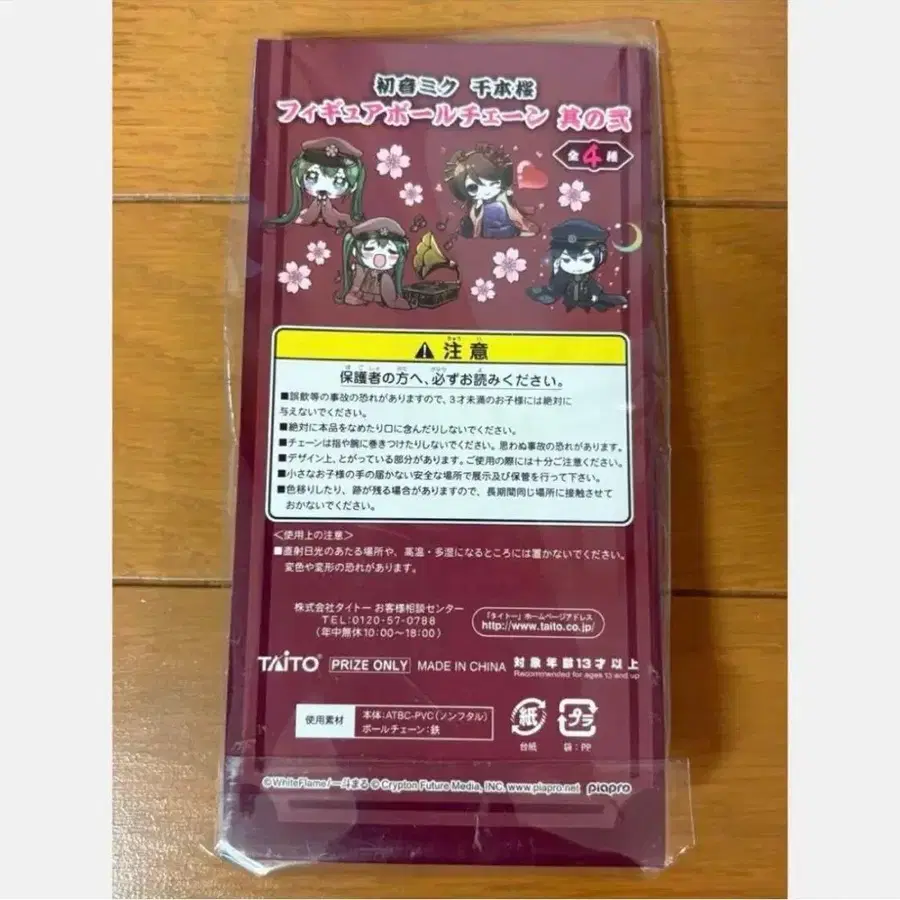 初音ミク 千本桜
フィギュアボールチェーン 其の弐
全4種
注意
保護者の方へ、必ずお読みください。
■誤飲等の事故の恐れがありますので、3才未満のお子様には絶対に
与えないでください。
■絶対に本品をなめたり口に含んだりしないでください。
■チェーンは指や腕に巻きつけたりしないでください。思わぬ事故の恐れがあります。
■デザイン上、とがっている部分があります。ご使用の際には十分ご注意ください。
■小さなお子様の手の届かない安全な場所で展示及び保管を行って下さい。
■色移りしたり、跡が残る場合がありますので、長期間同じ場所に接触させて
おかないでください。
<使用上の注意>
■直射日光のあたる場所や、高温・多湿になるところには置かないでください。
変色や変形の恐れがあります。
株式会社タイトー お客様相談センター
TEL:0120-57-0788
(年中無休10:00〜18:00)
「タイトー」ホームページアドレス
http://www.taito.co.jp/
TAITO PRIZE ONLY MADE IN CHINA 対象年齢13才以上
Recommended for ages 13 and up
使用素材
本体:ATBC-PVC(ノンフタル)
ボールチェーン:鉄
紙
台紙
プラ
袋:PP
©WhiteFlame/一斗まる © Crypton Future Media, INC. www.piapro.net piapro